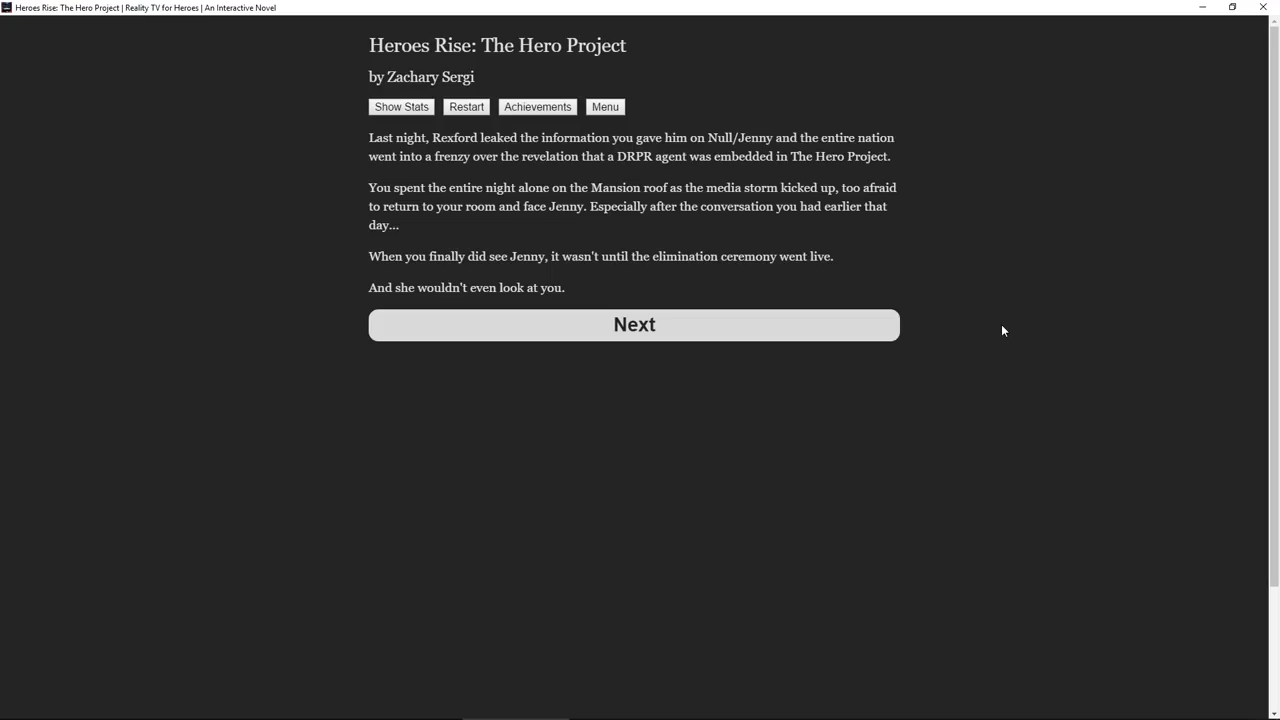 Heroes Rise: The Hero Project | Reality TV for Heroes | An Interactive Novel
Heroes Rise: The Hero Project
by Zachary Sergi
Show Stats Restart Achievements Menu
Last night, Rexford leaked the information you gave him on Null/Jenny and the entire nation
went into a frenzy over the revelation that a DRPR agent was embedded in The Hero Project.
You spent the entire night alone on the Mansion roof as the media storm kicked up, too afraid
to return to your room and face Jenny. Especially after the conversation you had earlier that
day...
When you finally did see Jenny, it wasn't until the elimination ceremony went live.
And she wouldn't even look at you.
Next